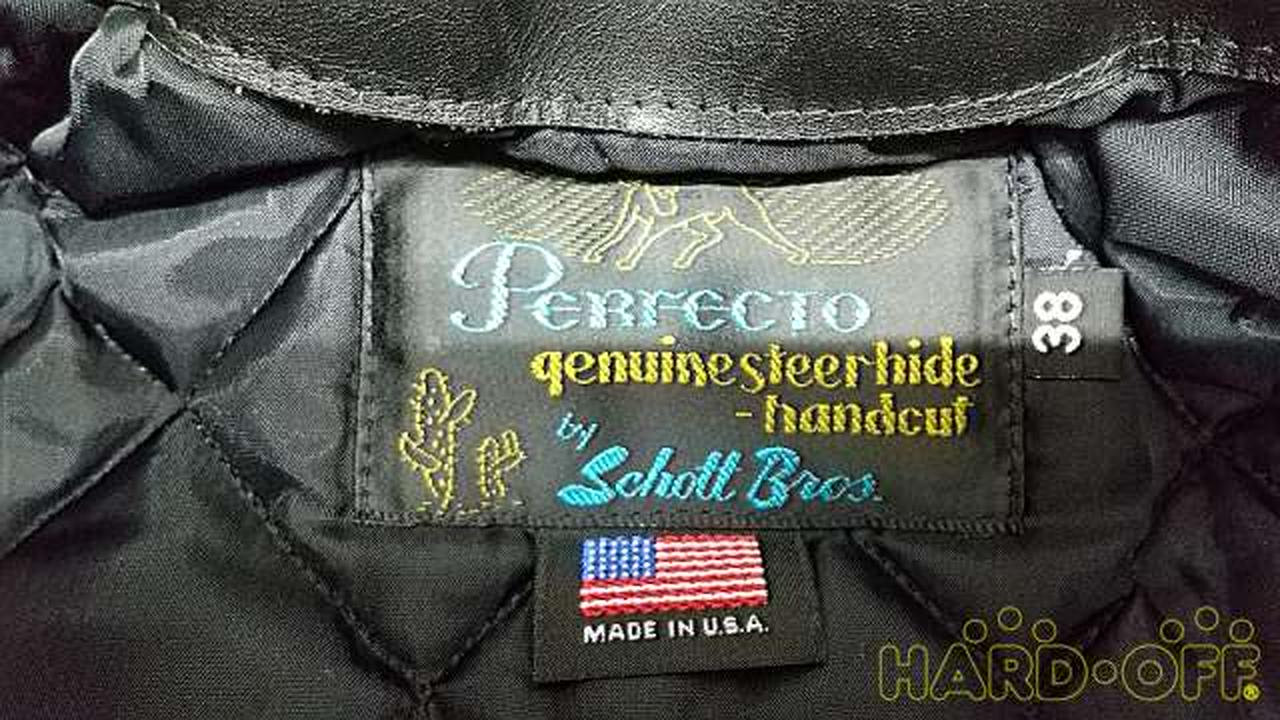 PERFECTO
genuine steerhide
- handcut
by
Schott Bros.
38
MADE IN U.S.A.
HARD·OFF®